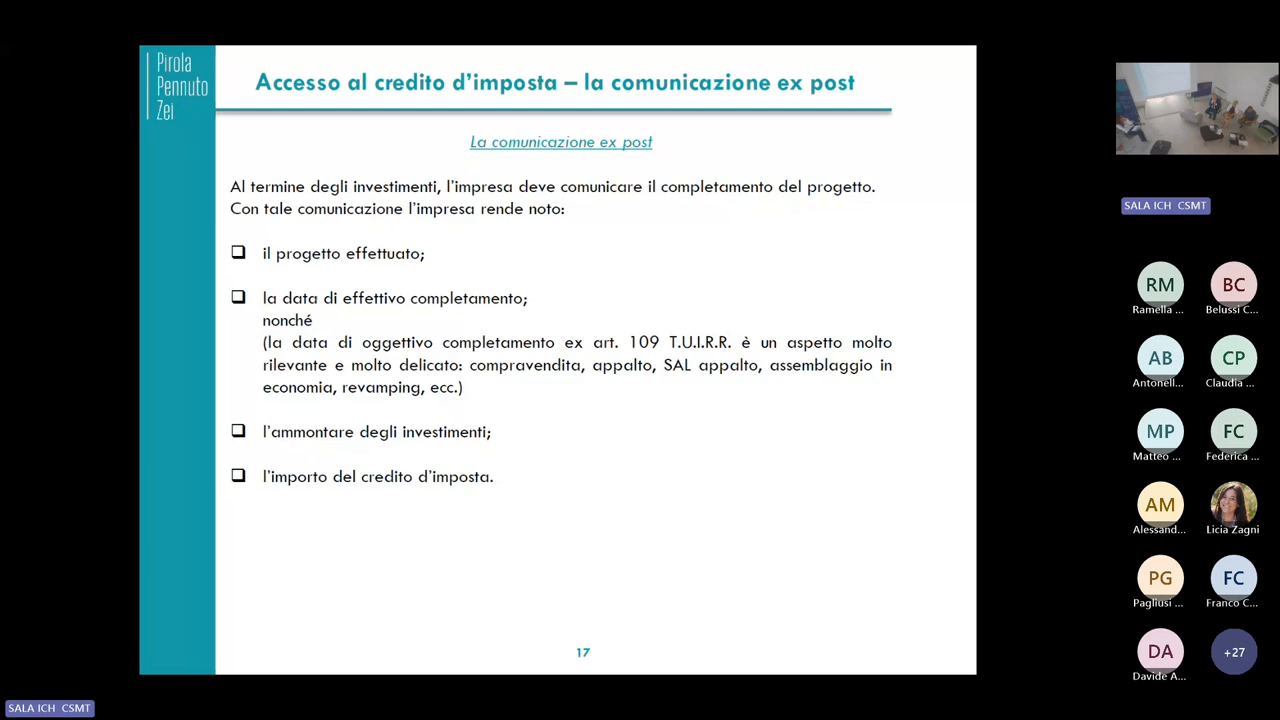 Pirola
Pennuto
Zei
Accesso al credito d'imposta – la comunicazione ex post
La comunicazione ex post
Al termine degli investimenti, l'impresa deve comunicare il completamento del progetto.
Con tale comunicazione l'impresa rende noto:
il progetto effettuato;
la data di effettivo completamento;
nonché
(la data di oggettivo completamento ex art. 109 T.U.I.R.R. è un aspetto molto
rilevante e molto delicato: compravendita, appalto, SAL appalto, assemblaggio in
economia, revamping, ecc.)
l'ammontare degli investimenti;
l'importo del credito d'imposta.
17
SALA ICH CSMT
RM
BC
Ramella ...
Belussi C...
AB
CP
Antonell...
Claudia ...
MP
FC
Matteo ...
Federica ...
AM
Alessand...
Licia Zagni
PG
FC
Pagliusi ...
Franco C...
DA
+27
Davide A...
SALA ICH CSMT